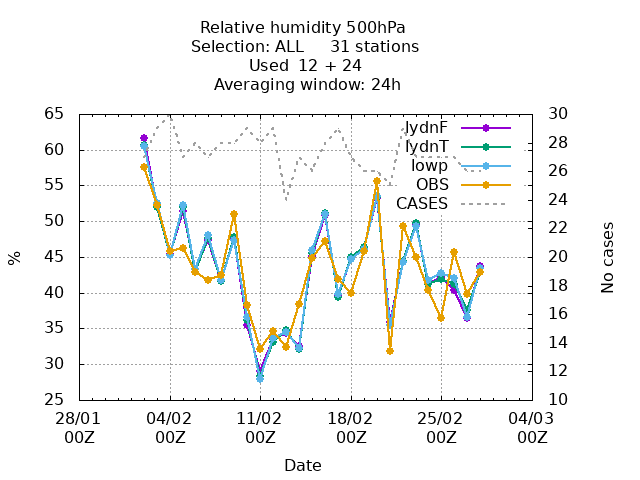 Relative humidity 500hPa
Selection: ALL 31 stations
Used 12 + 24
Averaging window: 24h
65 30
60 28
55 26
50 24
45 22
40 20
35 18
30 16
25 14
12
10
lydnF
lydnT
lowp
OBS
CASES
%
No cases
28/01 04/02 11/02 18/02 25/02 04/03
00Z 00Z 00Z 00Z 00Z 00Z
Date